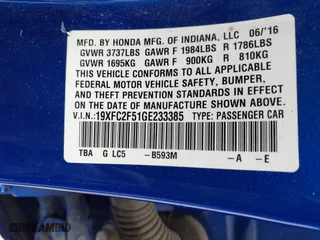 MFD. BY HONDA MFG. OF INDIANA, LLC 06/'16
GVWR 3737LBS GAWR F 1984LBS R 1786LBS
GVWR 1695KG GAWR F 900KG R 810KG
THIS VEHICLE CONFORMS TO ALL APPLICABLE
FEDERAL MOTOR VEHICLE SAFETY, BUMPER,
AND THEFT PREVENTION STANDARDS IN EFFECT
ON THE DATE OF MANUFACTURE SHOWN ABOVE.
V.I.N: 19XFC2F51GE233385 TYPE: PASSENGER CAR
TBA G LC5 -B593M -A -E
DREAMBID